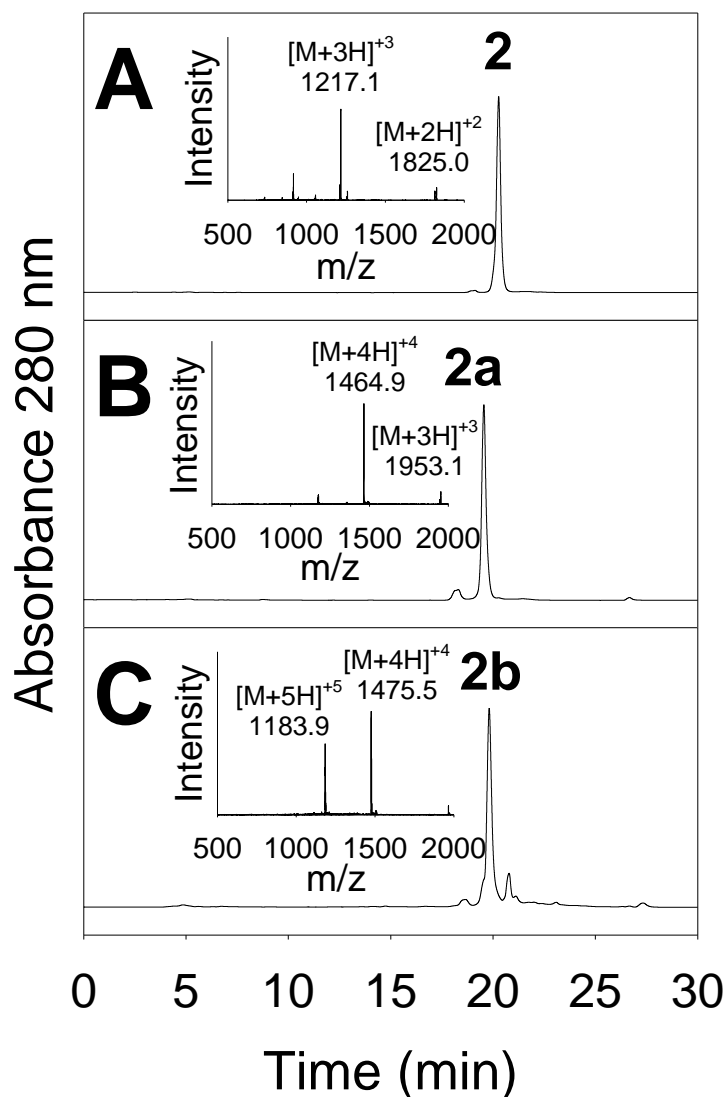 Absorbance 280 nm
A
2
[M+3H]+3
1217.1
[M+2H]+2
1825.0
Intensity
500 1000 1500 2000
m/z
B
2a
[M+4H]+4
1464.9
[M+3H]+3
1953.1
Intensity
500 1000 1500 2000
m/z
C
2b
[M+4H]+4
1475.5
[M+5H]+5
1183.9
Intensity
500 1000 1500 2000
m/z
0 5 10 15 20 25 30
Time (min)